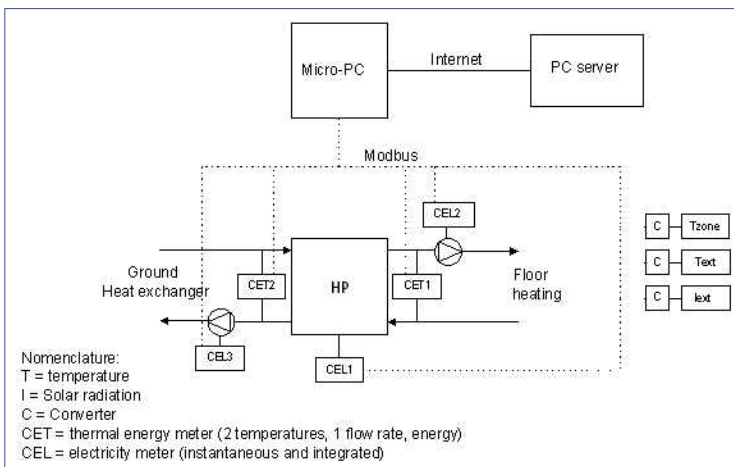 Micro-PC
Internet
PC server
Modbus
CEL2
C
Tzone
C
Text
C
Iext
Ground
Heat exchanger
CET2
HP
CET1
Floor
heating
CEL3
CEL1
Nomenclature:
T = temperature
I = Solar radiation
C = Converter
CET = thermal energy meter (2 temperatures, 1 flow rate, energy)
CEL = electricity meter (instantaneous and integrated)